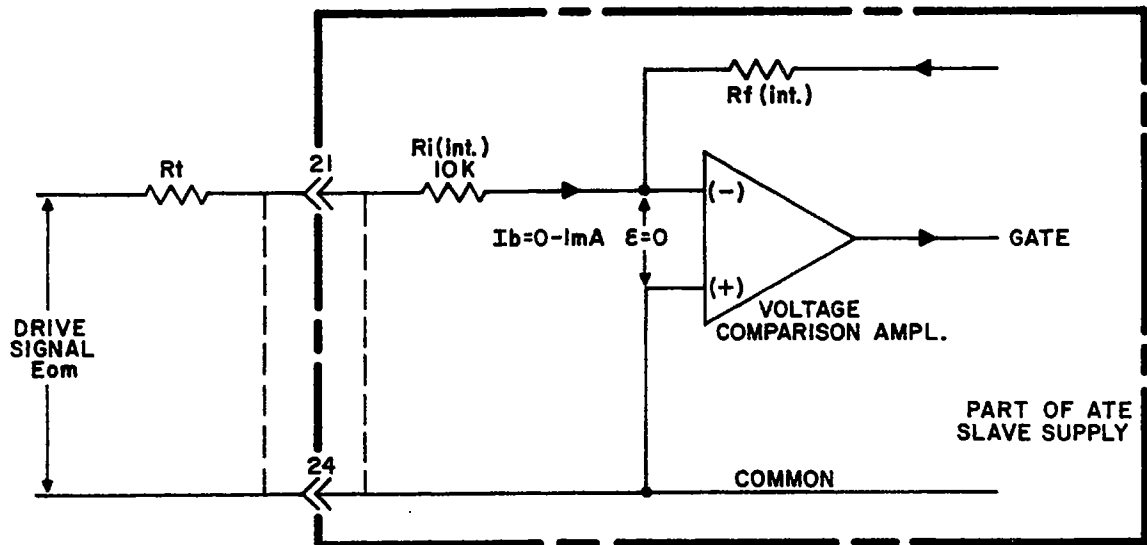 Rf (int.)
Rt
21
Ri(int.)
10K
(-)
Ib=0-1mA
ε=0
GATE
(+)
VOLTAGE
COMPARISON AMPL.
DRIVE
SIGNAL
Eom
PART OF ATE
SLAVE SUPPLY
24
COMMON